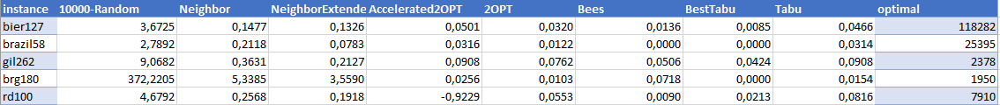 instance 10000-Random Neighbor NeighborExtende Accelerated2OPT 2OPT Bees BestTabu Tabu optimal
bier127 3,6725 0,1477 0,1326 0,0501 0,0320 0,0136 0,0085 0,0466 118282
brazil58 2,7892 0,2118 0,0783 0,0316 0,0122 0,0000 0,0000 0,0314 25395
gil262 9,0682 0,3631 0,2127 0,0908 0,0762 0,0506 0,0424 0,0908 2378
brg180 372,2205 5,3385 3,5590 0,0256 0,0103 0,0718 0,0000 0,0154 1950
rd100 4,6792 0,2568 0,1918 -0,9229 0,0553 0,0090 0,0213 0,0816 7910